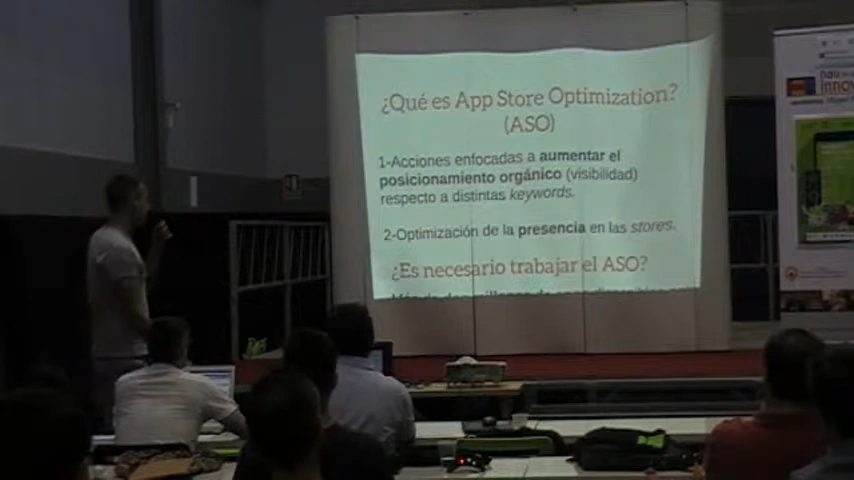 ¿Qué es App Store Optimization?
(ASO)
1-Acciones enfocadas a aumentar el
posicionamiento orgánico (visibilidad)
respecto a distintas keywords.
2-Optimización de la presencia en las stores.
¿Es necesario trabajar el ASO?